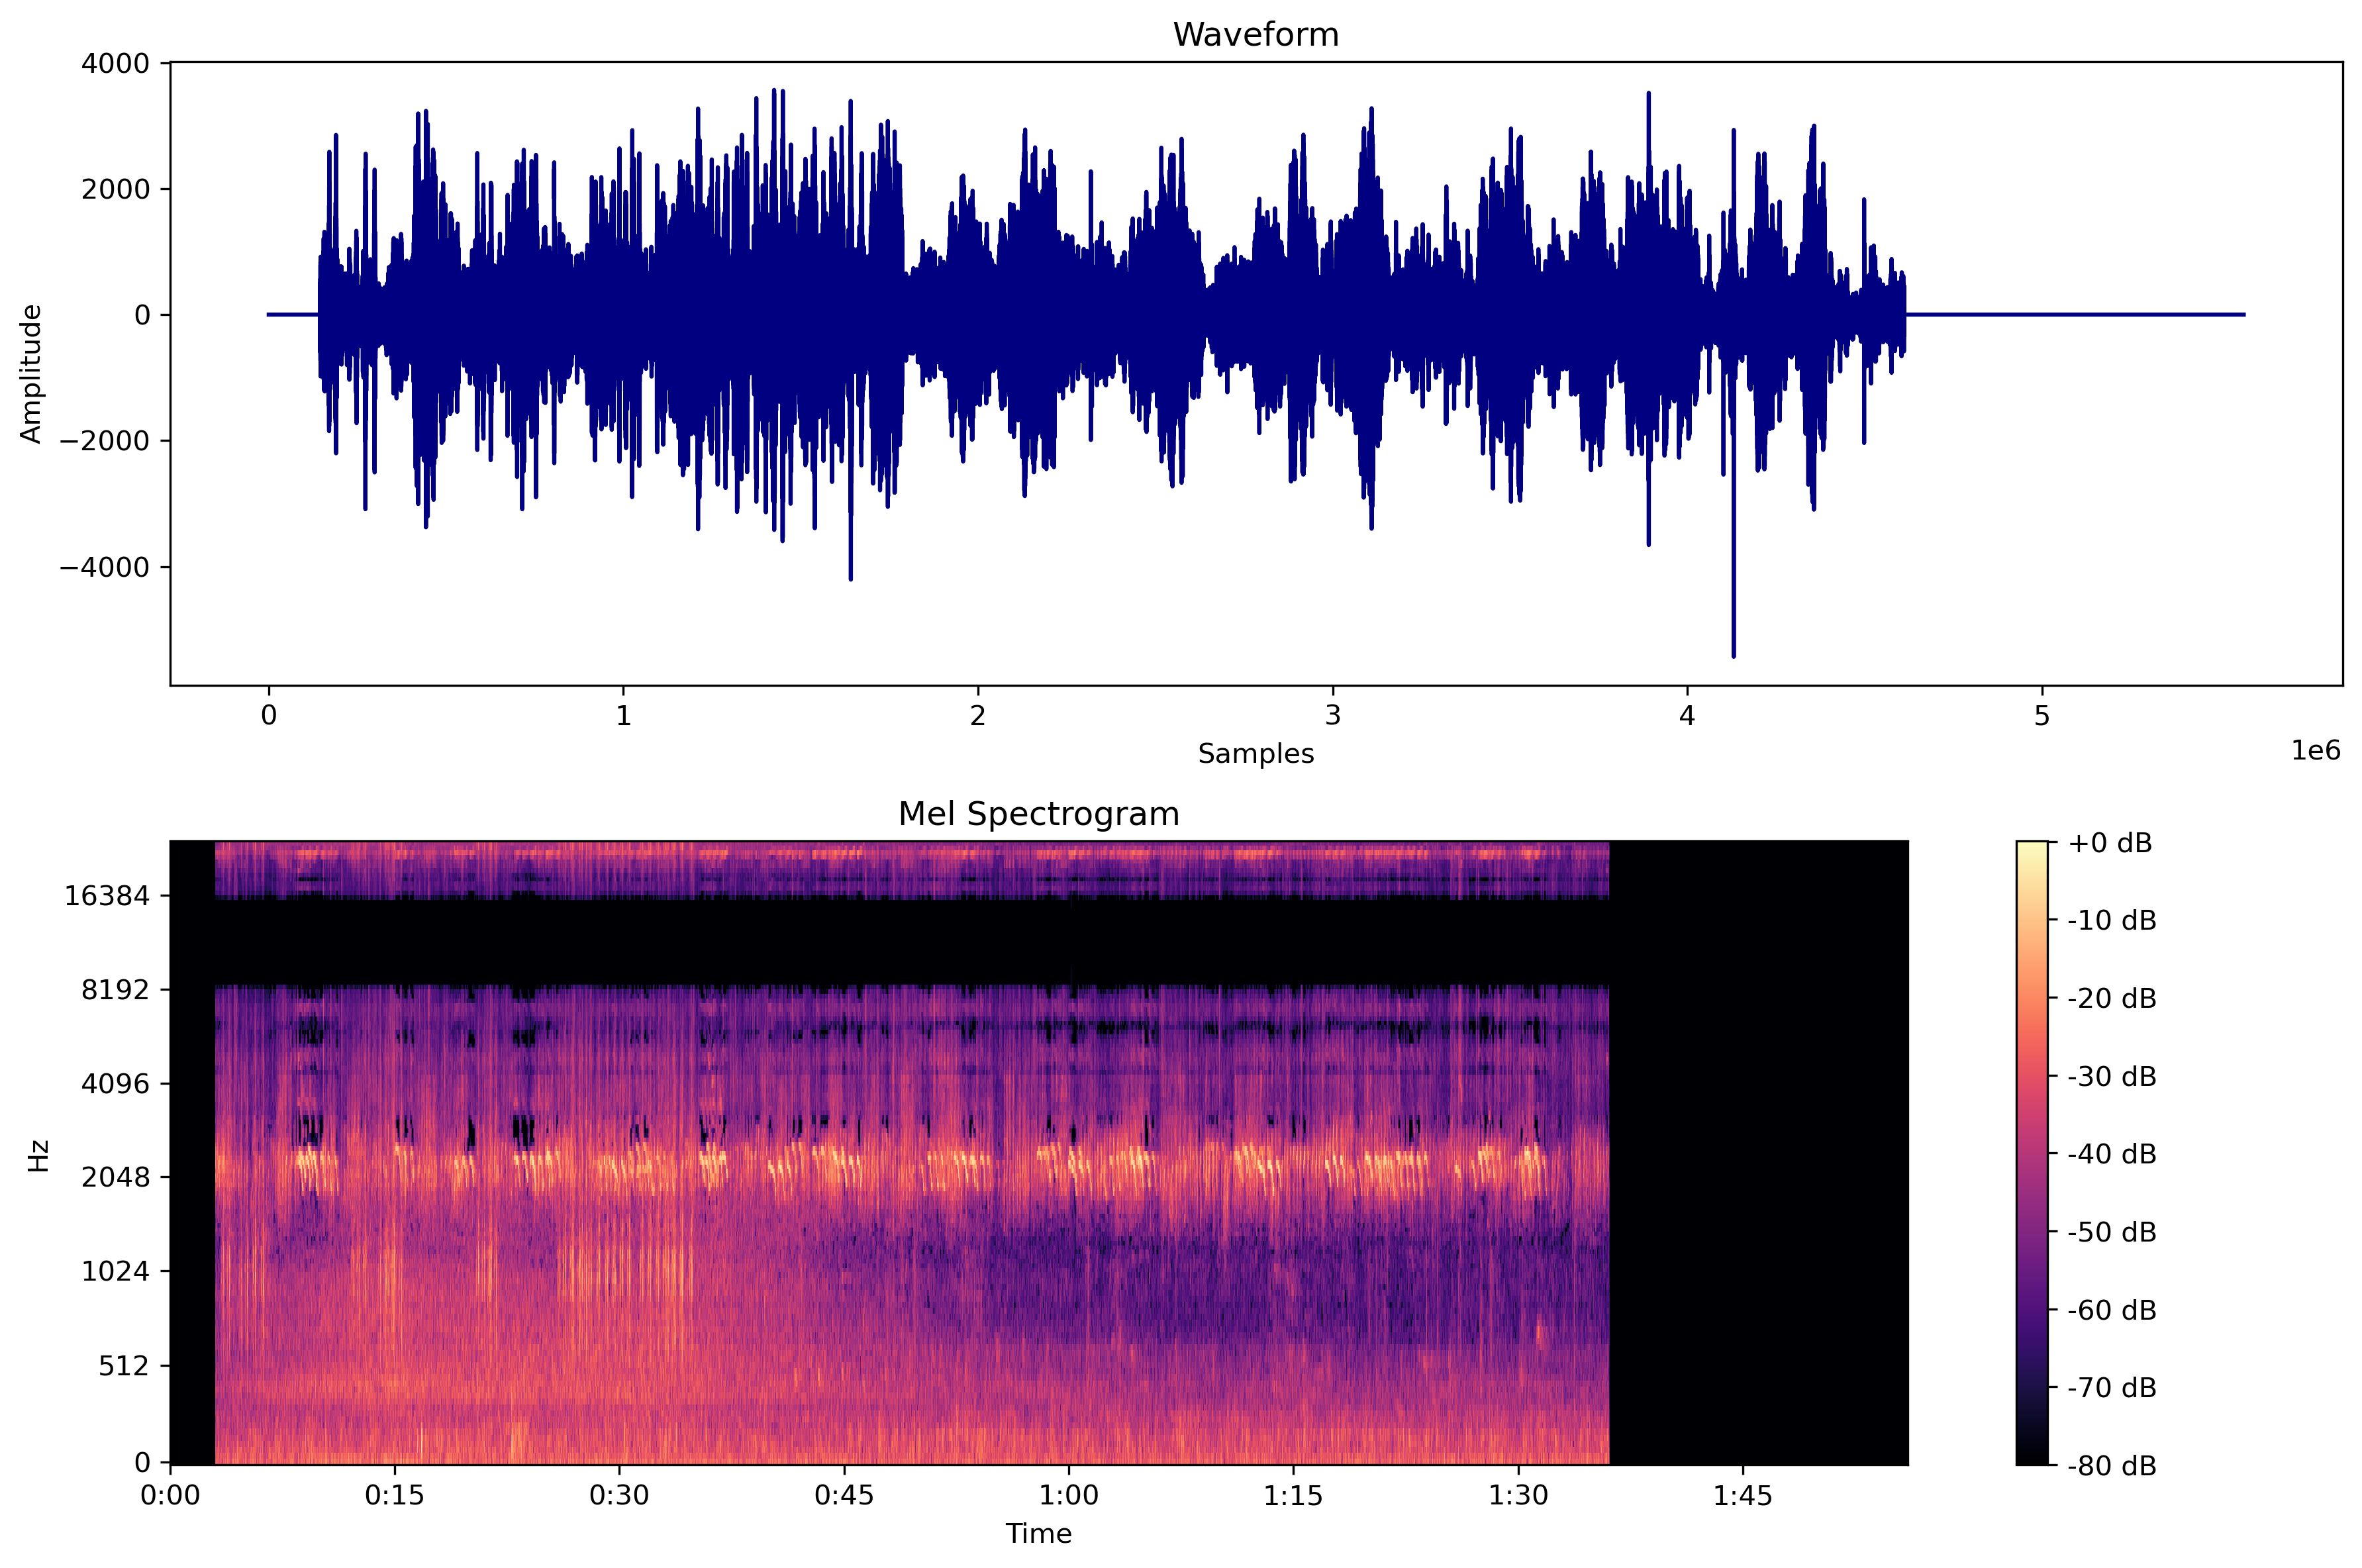 Waveform
4000
2000
0
−2000
−4000
Amplitude
0 1 2 3 4 5
1e6
Samples
Mel Spectrogram
16384
8192
4096
2048
1024
512
0
Hz
0:00 0:15 0:30 0:45 1:00 1:15 1:30 1:45
Time
+0 dB
-10 dB
-20 dB
-30 dB
-40 dB
-50 dB
-60 dB
-70 dB
-80 dB